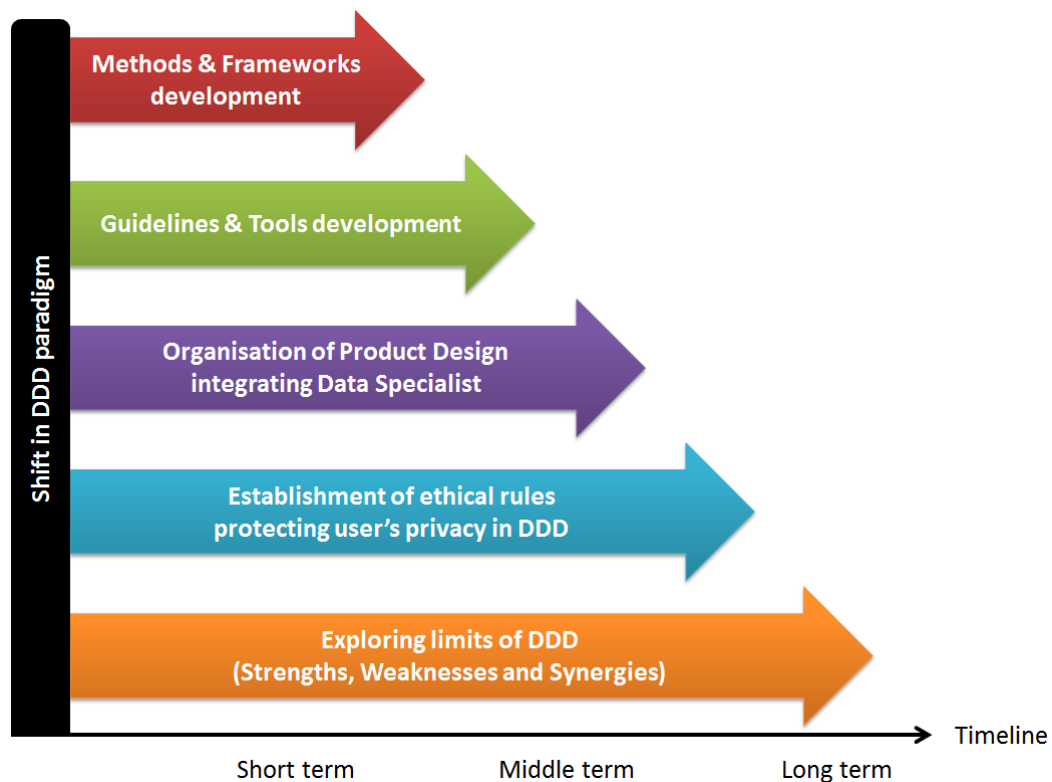 Shift in DDD paradigm
Methods & Frameworks
development
Guidelines & Tools development
Organisation of Product Design
integrating Data Specialist
Establishment of ethical rules
protecting user’s privacy in DDD
Exploring limits of DDD
(Strengths, Weaknesses and Synergies)
Timeline
Short term
Middle term
Long term